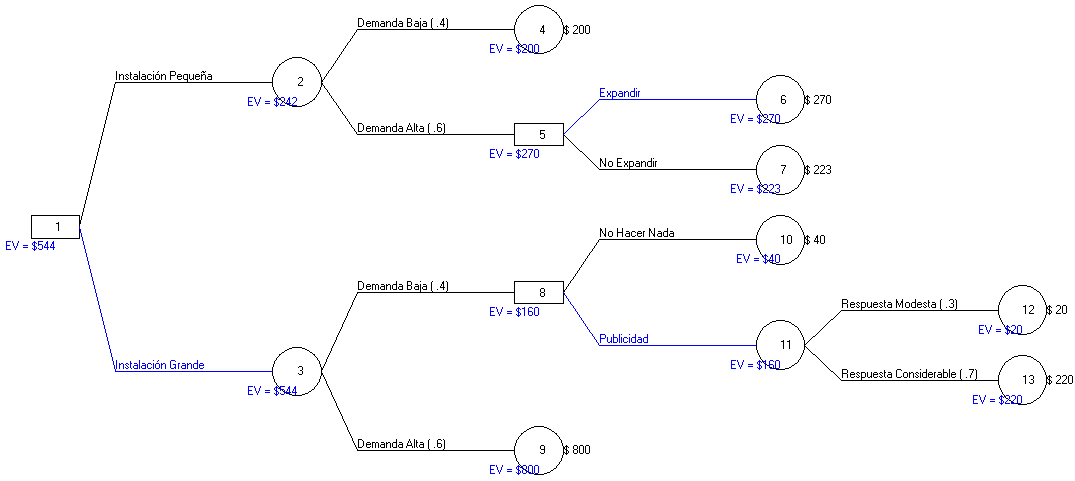 Demanda Baja ( .4)
4
$ 200
EV = $200
Instalación Pequeña
2
EV = $242
Expandir
6
$ 270
EV = $270
Demanda Alta ( .6)
5
EV = $270
No Expandir
7
$ 223
EV = $223
1
EV = $544
No Hacer Nada
10
$ 40
EV = $40
Demanda Baja ( .4)
8
EV = $160
Respuesta Modesta ( .3)
12
$ 20
EV = $20
Publicidad
11
EV = $160
Respuesta Considerable ( .7)
13
$ 220
EV = $220
Instalación Grande
3
EV = $544
Demanda Alta ( .6)
9
$ 800
EV = $800